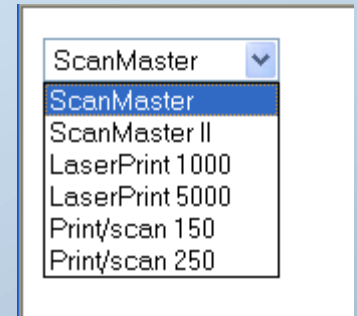 ScanMaster
ScanMaster
ScanMaster II
LaserPrint 1000
LaserPrint 5000
Print/scan 150
Print/scan 250